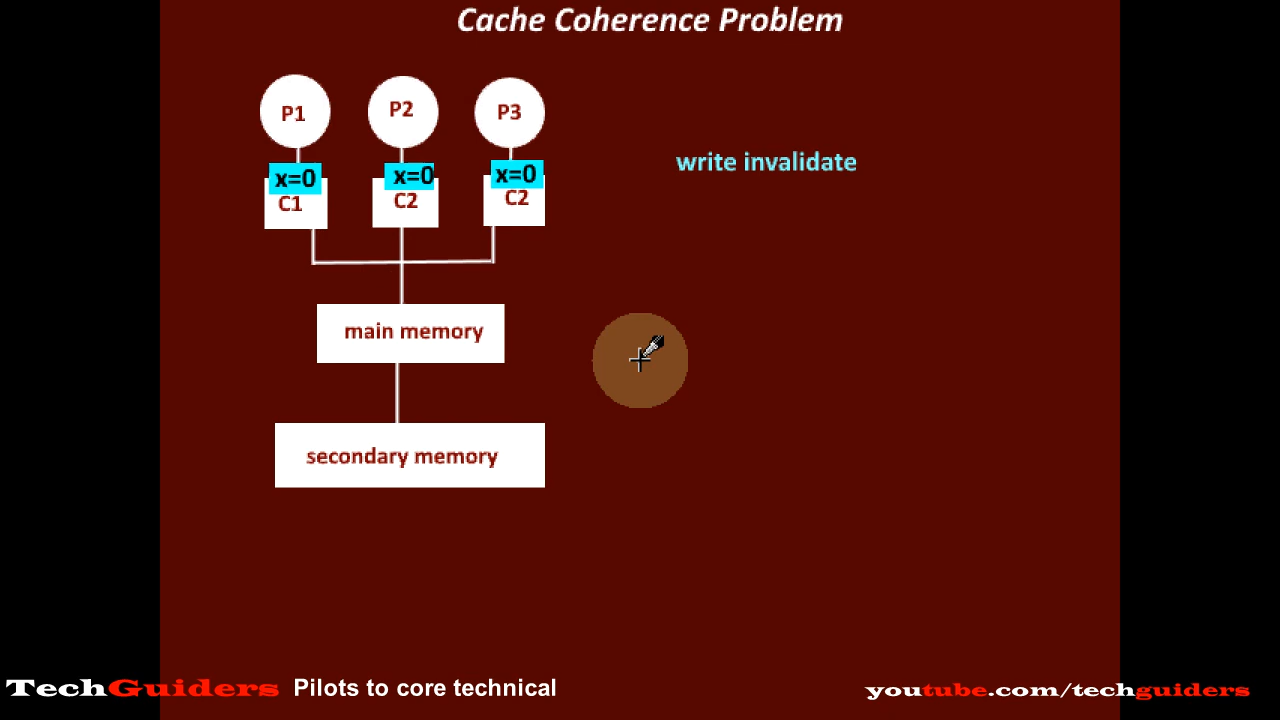 Cache Coherence Problem
P1 P2 P3
x=0 x=0 x=0
C1 C2 C2
write invalidate
main memory
secondary memory
TechGuiders Pilots to core technical
youtube.com/techguiders